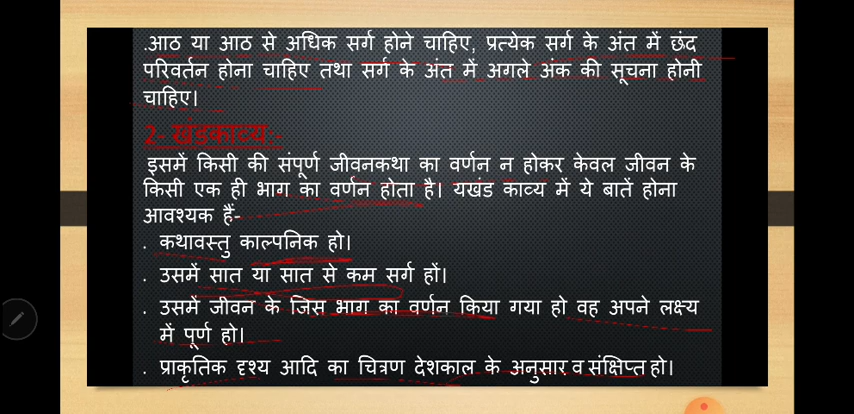 .आठ या आठ से अधिक सर्ग होने चाहिए, प्रत्येक सर्ग के अंत में छंद
परिवर्तन होना चाहिए तथा सर्ग के अंत में अगले अंक की सूचना होनी
चाहिए।
2- खंडकाव्य:-
इसमें किसी की संपूर्ण जीवनकथा का वर्णन न होकर केवल जीवन के
किसी एक ही भाग का वर्णन होता है। यखंड काव्य में ये बातें होना
आवश्यक हैं-
. कथावस्तु काल्पनिक हो।
. उसमें सात या सात से कम सर्ग हों।
. उसमें जीवन के जिस भाग का वर्णन किया गया हो वह अपने लक्ष्य
में पूर्ण हो।
. प्राकृतिक दृश्य आदि का चित्रण देशकाल के अनुसार व संक्षिप्त हो।